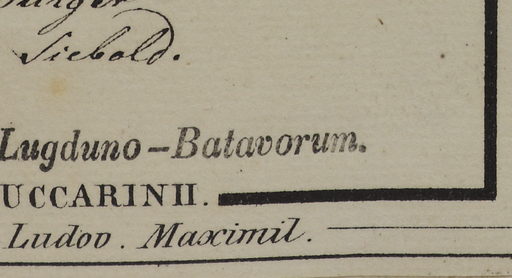 Siebold.
Lugduno-Batavorum.
UCCARINII.
Ludov. Maximil.